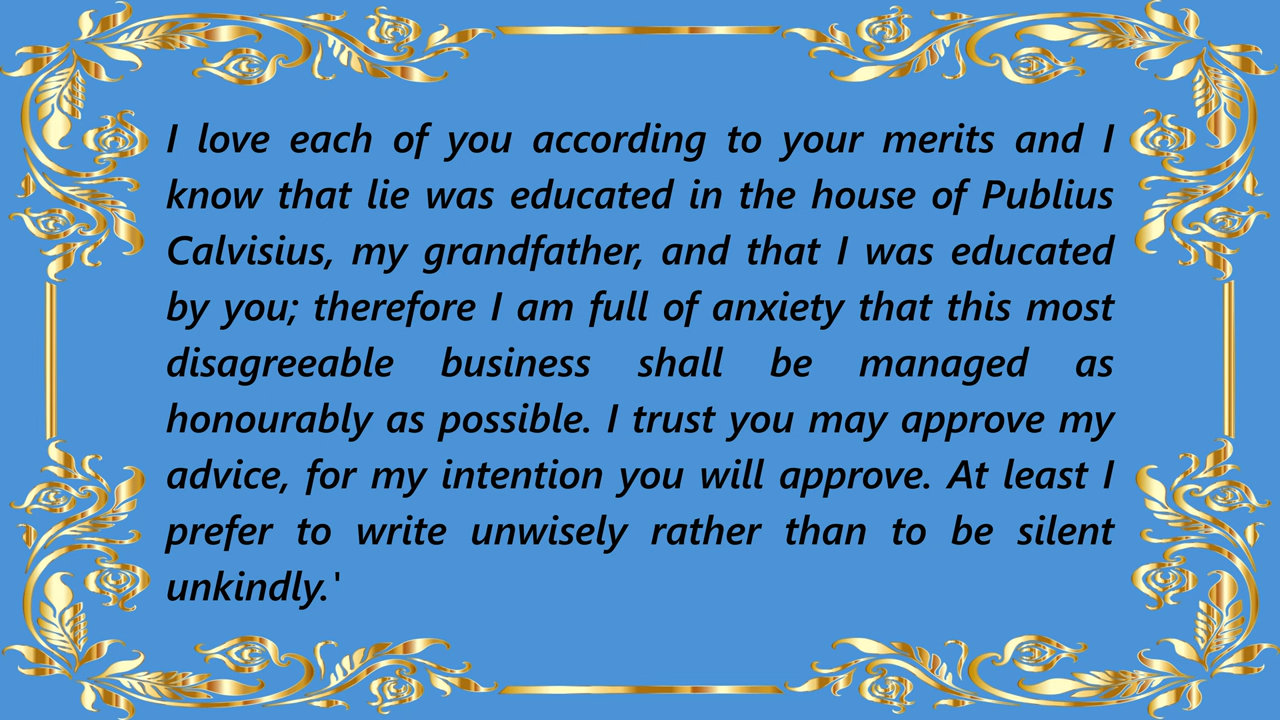 I love each of you according to your merits and I
know that lie was educated in the house of Publius
Calvisius, my grandfather, and that I was educated
by you; therefore I am full of anxiety that this most
disagreeable business shall be managed as
honourably as possible. I trust you may approve my
advice, for my intention you will approve. At least I
prefer to write unwisely rather than to be silent
unkindly.'